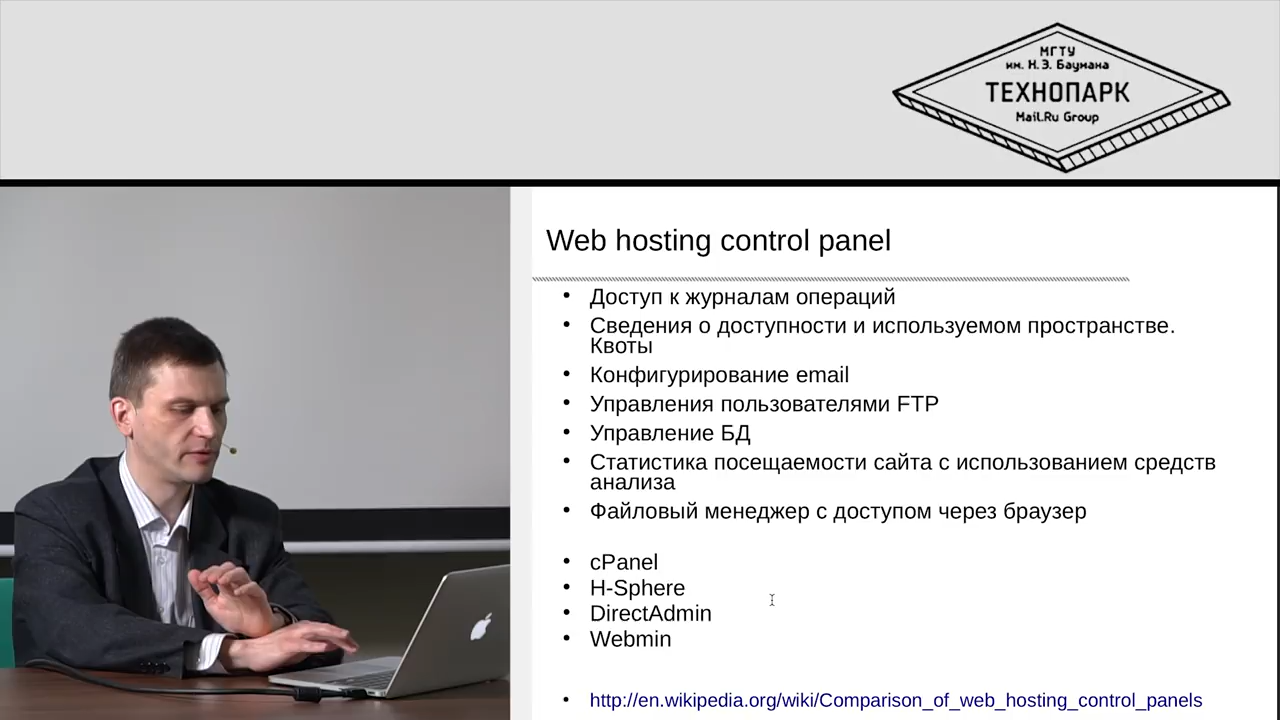 МГТУ
им. Н.Э. Баумана
ТЕХНОПАРК
Mail.Ru Group
Web hosting control panel
• Доступ к журналам операций
• Сведения о доступности и используемом пространстве.
Квоты
• Конфигурирование email
• Управления пользователями FTP
• Управление БД
• Статистика посещаемости сайта с использованием средств
анализа
• Файловый менеджер с доступом через браузер
• cPanel
• H-Sphere
• DirectAdmin
• Webmin
• http://en.wikipedia.org/wiki/Comparison_of_web_hosting_control_panels